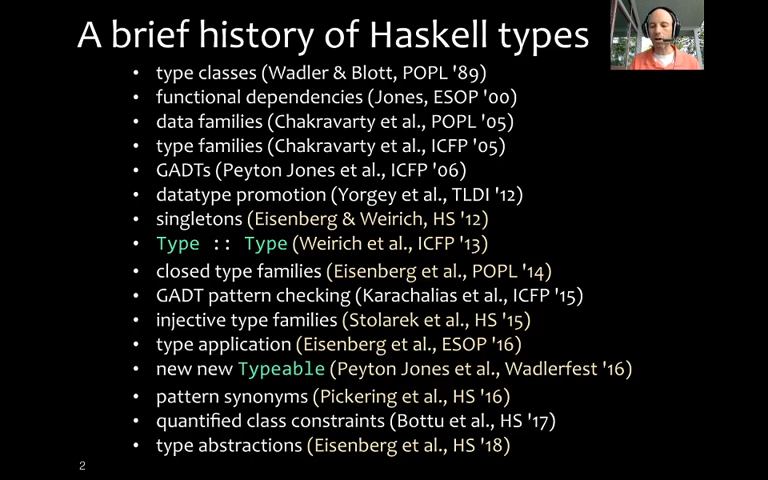 A brief history of Haskell types
• type classes (Wadler & Blott, POPL '89)
• functional dependencies (Jones, ESOP '00)
• data families (Chakravarty et al., POPL '05)
• type families (Chakravarty et al., ICFP '05)
• GADTs (Peyton Jones et al., ICFP '06)
• datatype promotion (Yorgey et al., TLDI '12)
• singletons (Eisenberg & Weirich, HS '12)
• Type :: Type (Weirich et al., ICFP '13)
• closed type families (Eisenberg et al., POPL '14)
• GADT pattern checking (Karachalias et al., ICFP '15)
• injective type families (Stolarek et al., HS '15)
• type application (Eisenberg et al., ESOP '16)
• new new Typeable (Peyton Jones et al., Wadlerfest '16)
• pattern synonyms (Pickering et al., HS '16)
• quantified class constraints (Bottu et al., HS '17)
• type abstractions (Eisenberg et al., HS '18)
2